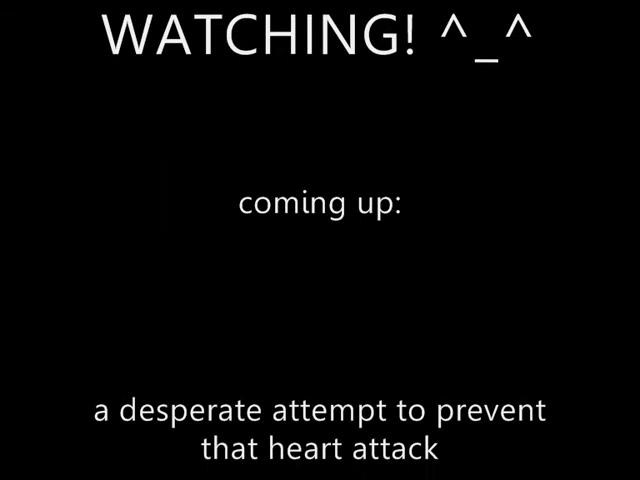 WATCHING! ^_^
coming up:
a desperate attempt to prevent
that heart attack